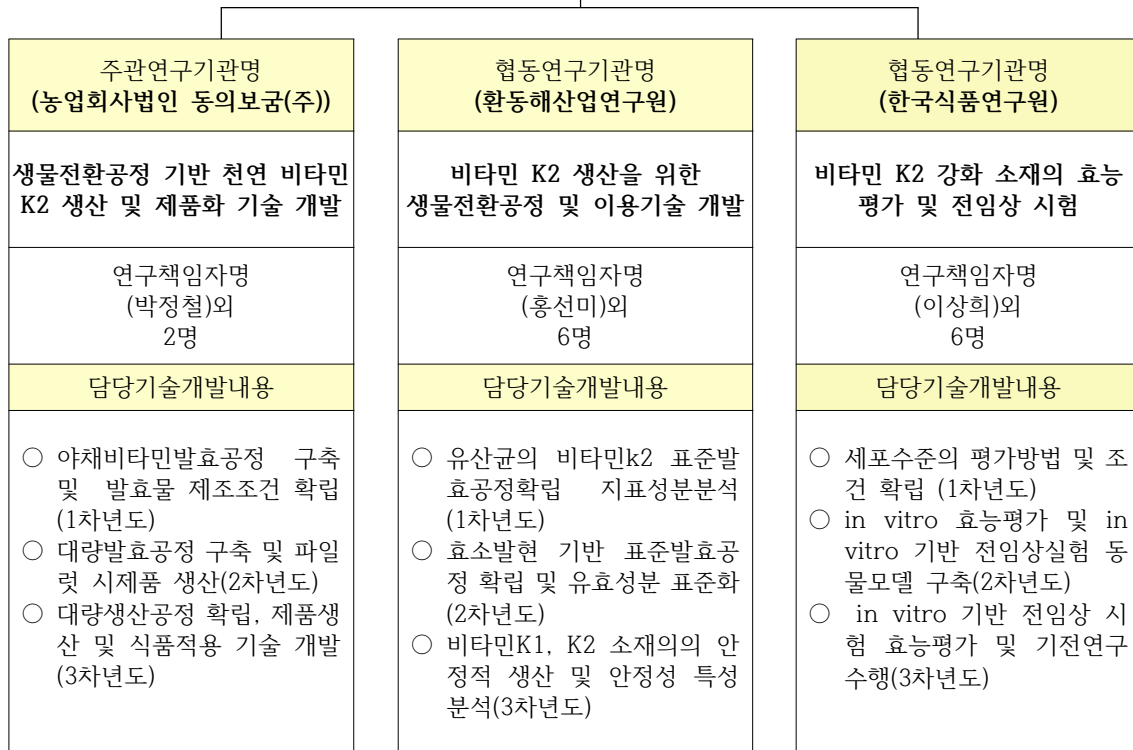 주관연구기관명
(농업회사법인 동의보굼(주))
생물전환공정 기반 천연 비타민
K2 생산 및 제품화 기술 개발
연구책임자명
(박정철)외
2명
담당기술개발내용
○ 야채비타민발효공정 구축
및 발효물 제조조건 확립
(1차년도)
○ 대량발효공정 구축 및 파일
럿 시제품 생산(2차년도)
○ 대량생산공정 확립, 제품생
산 및 식품적용 기술 개발
(3차년도)
협동연구기관명
(환동해산업연구원)
비타민 K2 생산을 위한
생물전환공정 및 이용기술 개발
연구책임자명
(홍선미)외
6명
담당기술개발내용
○ 유산균의 비타민k2 표준발
효공정확립 지표성분분석
(1차년도)
○ 효소발현 기반 표준발효공
정 확립 및 유효성분 표준화
(2차년도)
○ 비타민K1, K2 소재의의 안
정적 생산 및 안정성 특성
분석(3차년도)
협동연구기관명
(한국식품연구원)
비타민 K2 강화 소재의 효능
평가 및 전임상 시험
연구책임자명
(이상희)외
6명
담당기술개발내용
○ 세포수준의 평가방법 및 조
건 확립 (1차년도)
○ in vitro 효능평가 및 in
vitro 기반 전임상실험 동
물모델 구축(2차년도)
○ in vitro 기반 전임상 시
험 효능평가 및 기전연구
수행(3차년도)